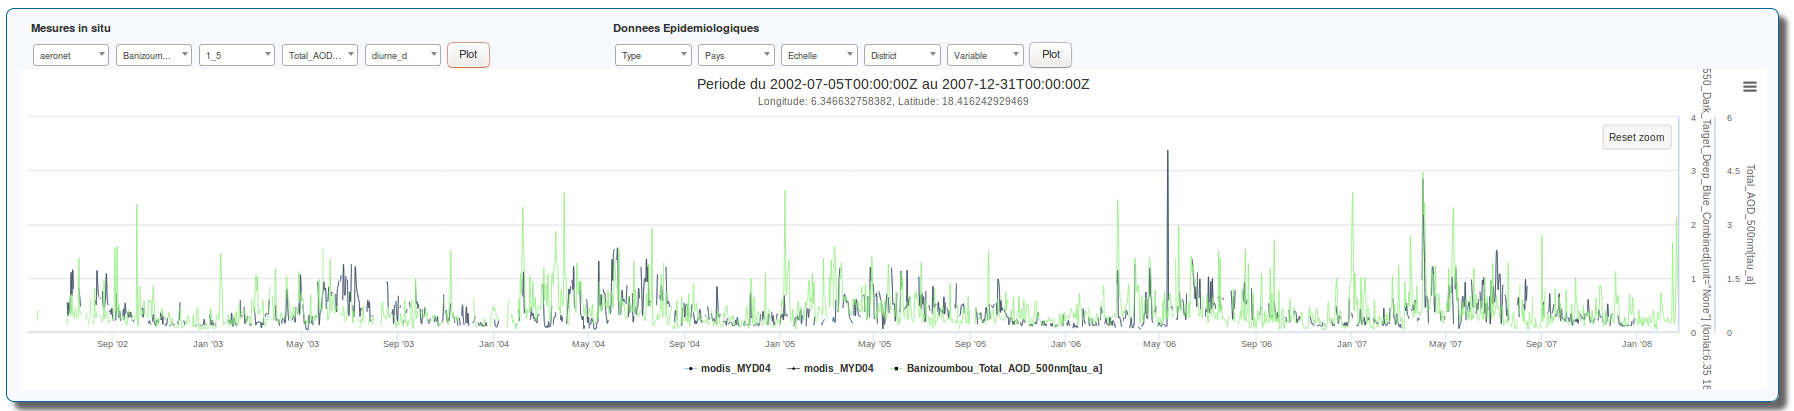 Mesures in situ
Donnees Epidemiologiques
aeronet Banizoum... 1_5 Total_AOD... diurne_d Plot
Type Pays Echelle District Variable Plot
Periode du 2002-07-05T00:00:00Z au 2007-12-31T00:00:00Z
Longitude: 6.346632758382, Latitude: 18.416242929469
Reset zoom
4
3
2
1
0
550_Dark_Target_Deep_Blue_Combined[unit="None"] (lonlat:6.35 18
6
4.5
3
1.5
0
Total_AOD_500nm[tau_a]
Sep '02 Jan '03 May '03 Sep '03 Jan '04 May '04 Sep '04 Jan '05 May '05 Sep '05 Jan '06 May '06 Sep '06 Jan '07 May '07 Sep '07 Jan '08
modis_MYD04 modis_MYD04 Banizoumbou_Total_AOD_500nm[tau_a]